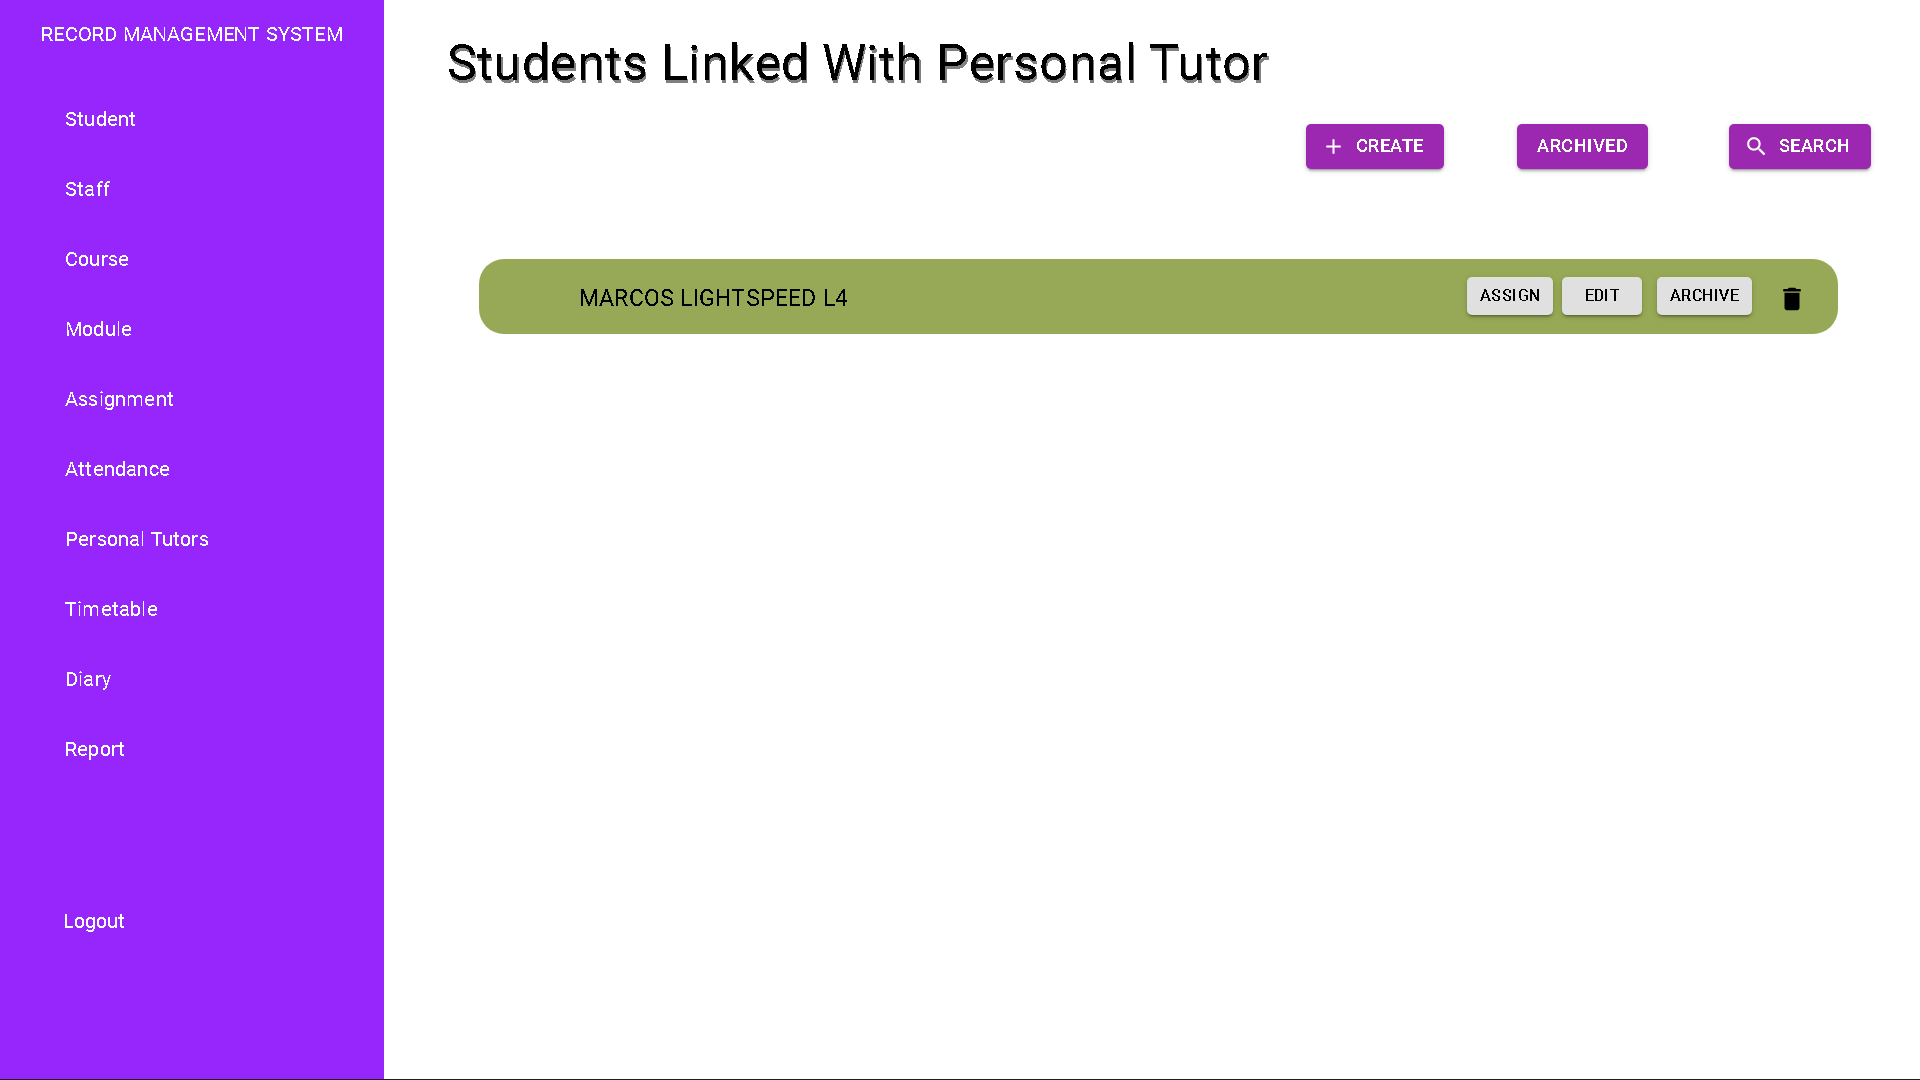 RECORD MANAGEMENT SYSTEM
Student
Staff
Course
Module
Assignment
Attendance
Personal Tutors
Timetable
Diary
Report
Logout
Students Linked With Personal Tutor
CREATE
ARCHIVED
SEARCH
MARCOS LIGHTSPEED L4
ASSIGN
EDIT
ARCHIVE